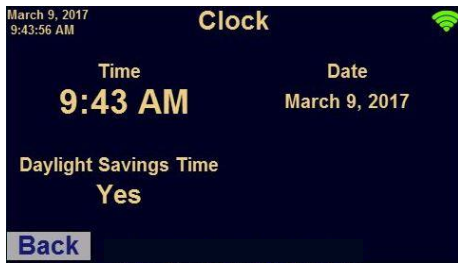 March 9, 2017
9:43:56 AM
Clock
Time
9:43 AM
Date
March 9, 2017
Daylight Savings Time
Yes
Back